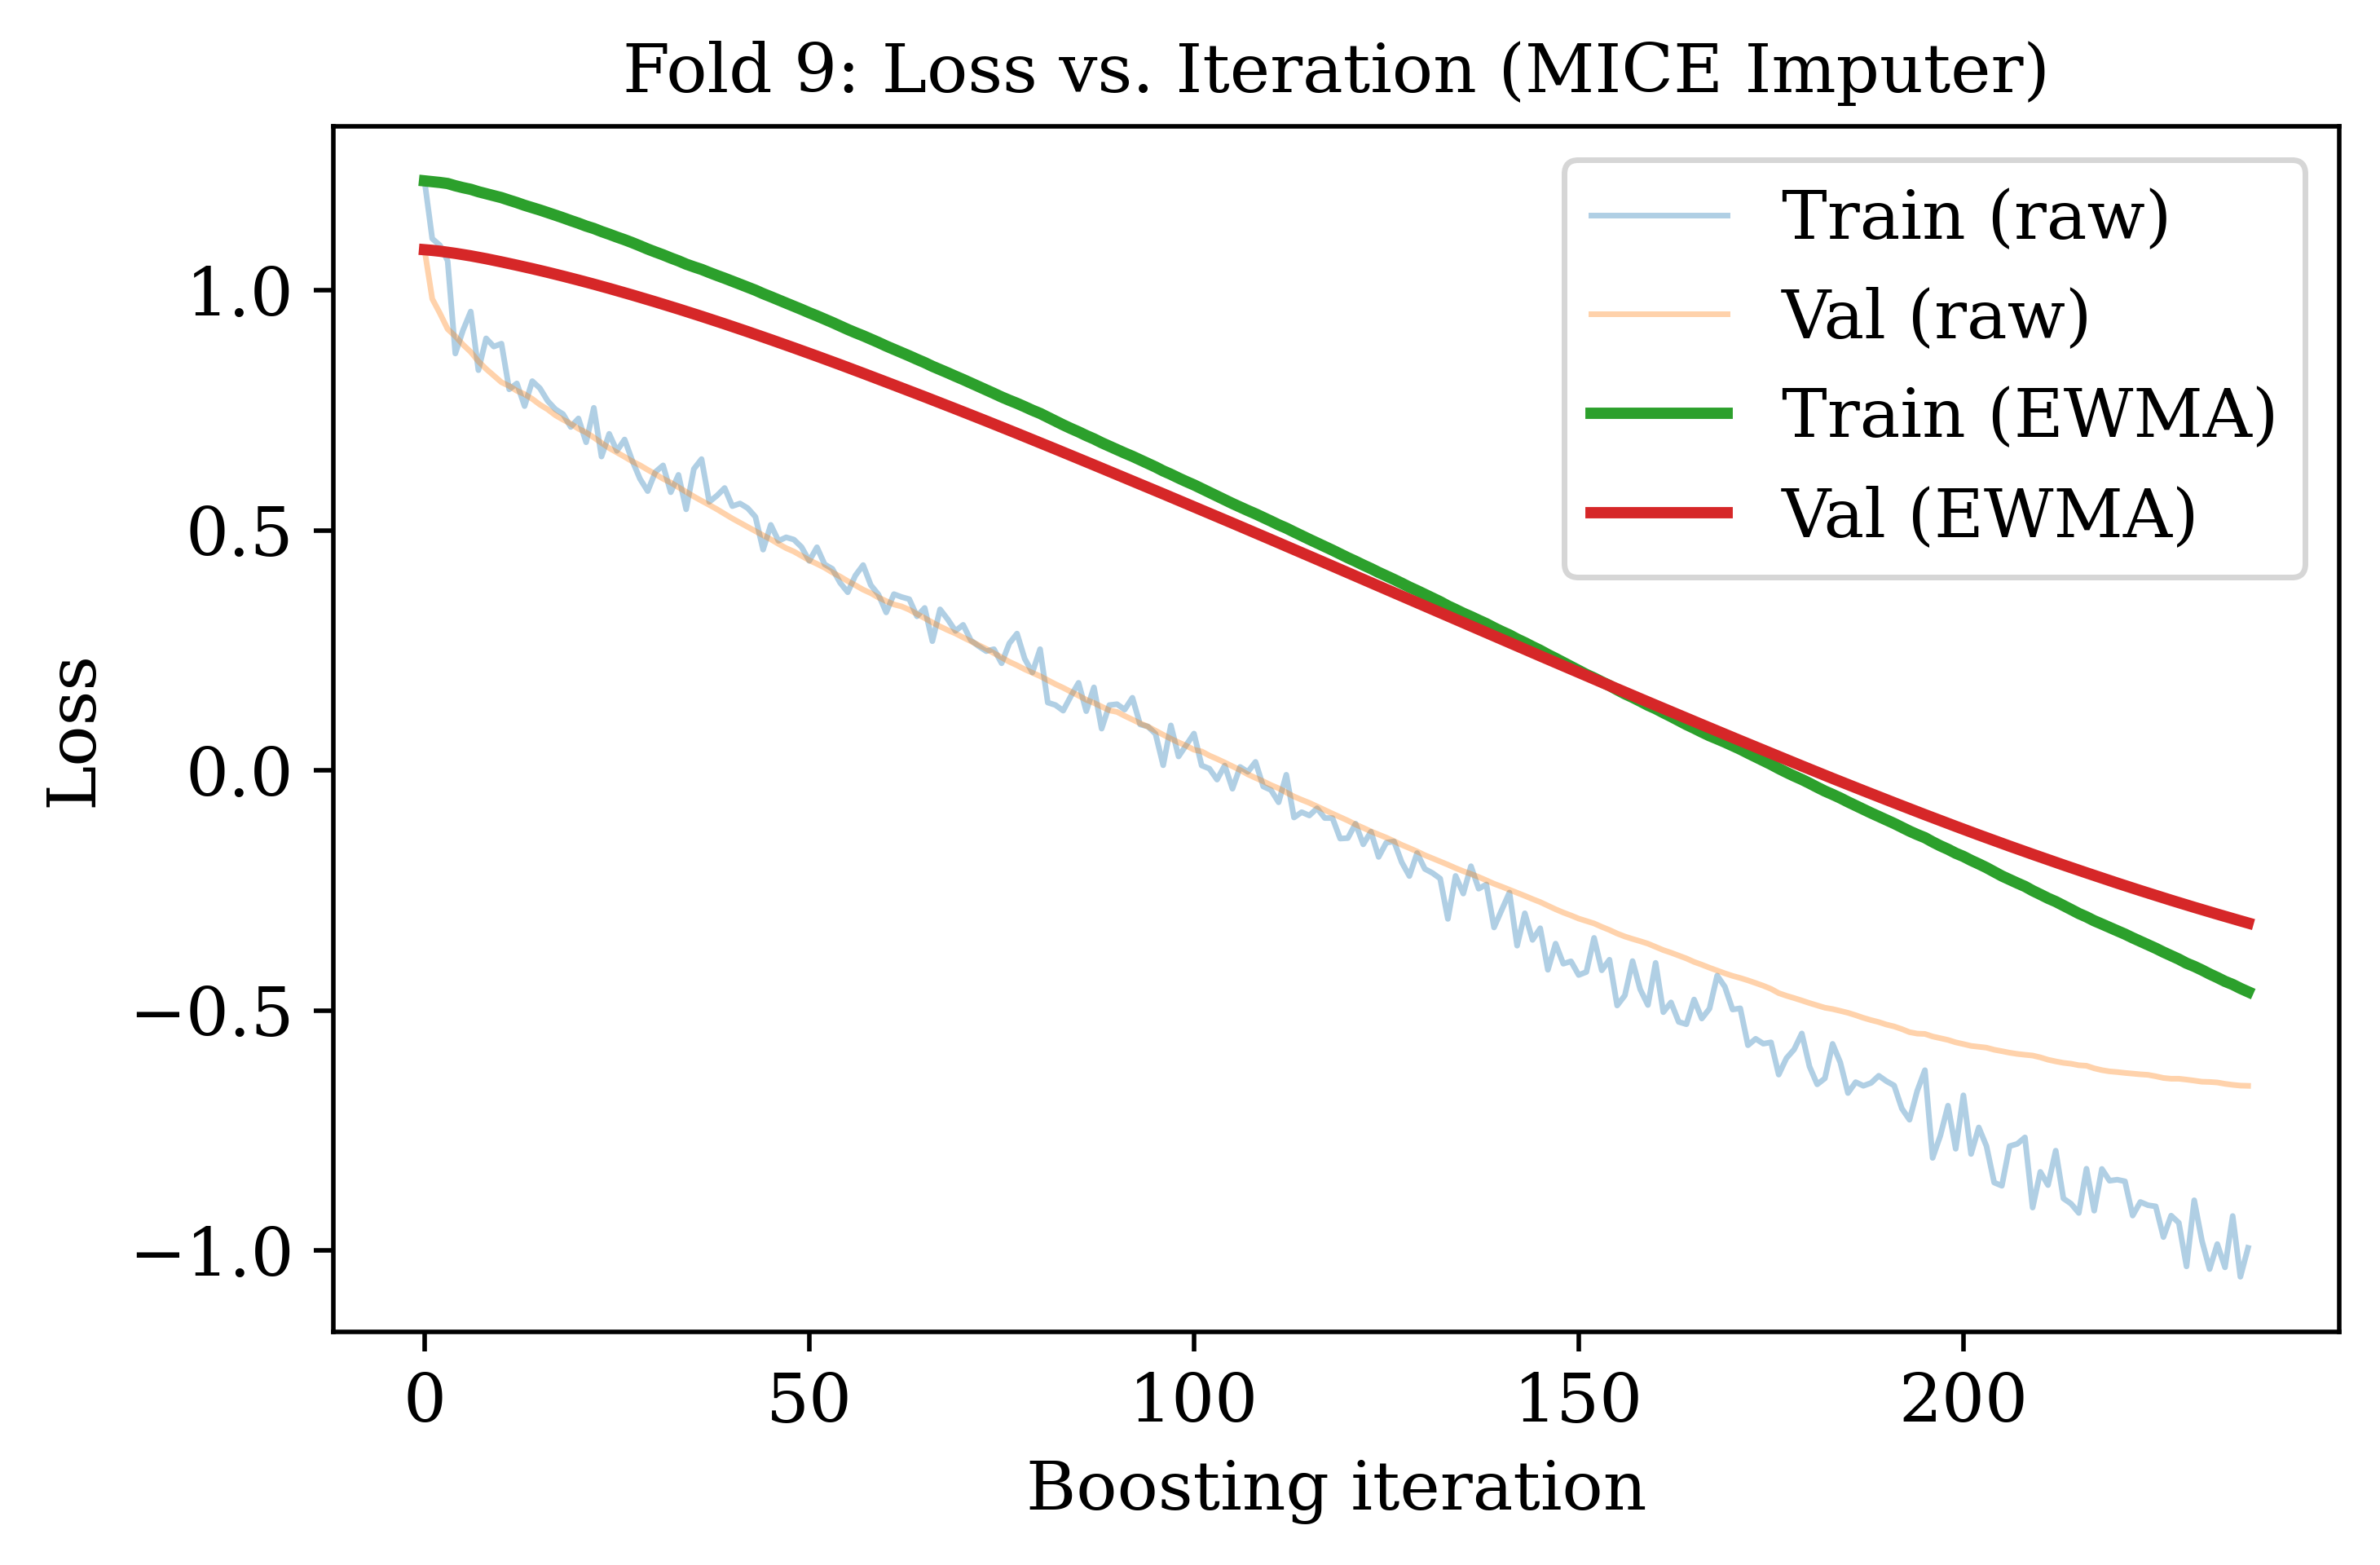 Fold 9: Loss vs. Iteration (MICE Imputer)
Train (raw)
Val (raw)
Train (EWMA)
Val (EWMA)
1.0
0.5
0.0
−0.5
−1.0
Loss
0 50 100 150 200
Boosting iteration